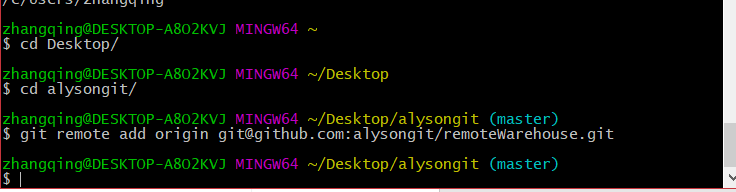 /c/Users/zhangqing
zhangqing@DESKTOP-A8O2KVJ MINGW64 ~
$ cd Desktop/
zhangqing@DESKTOP-A8O2KVJ MINGW64 ~/Desktop
$ cd alysongit/
zhangqing@DESKTOP-A8O2KVJ MINGW64 ~/Desktop/alysongit (master)
$ git remote add origin git@github.com:alysongit/remoteWarehouse.git
zhangqing@DESKTOP-A8O2KVJ MINGW64 ~/Desktop/alysongit (master)
$